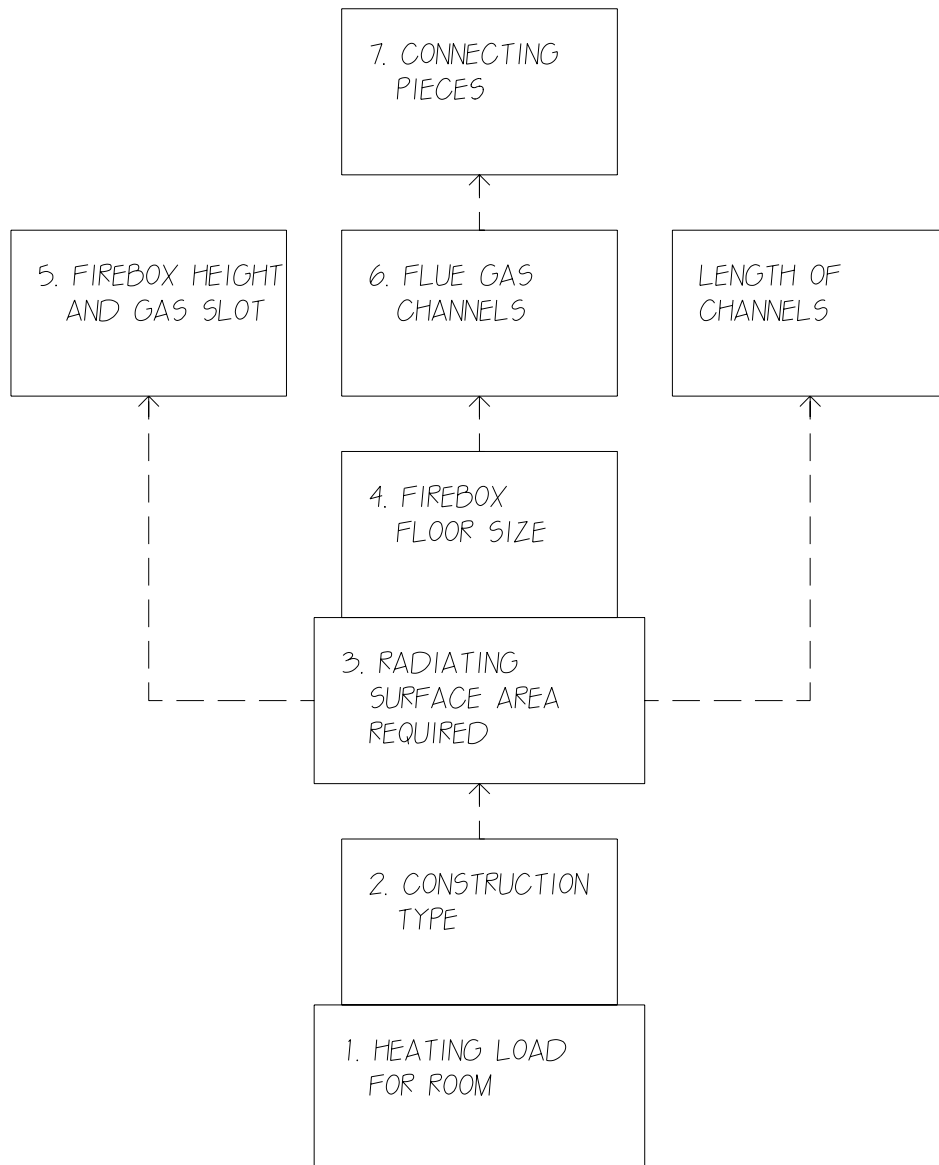 7. CONNECTING
PIECES
5. FIREBOX HEIGHT
AND GAS SLOT
6. FLUE GAS
CHANNELS
LENGTH OF
CHANNELS
4. FIREBOX
FLOOR SIZE
3. RADIATING
SURFACE AREA
REQUIRED
2. CONSTRUCTION
TYPE
1. HEATING LOAD
FOR ROOM